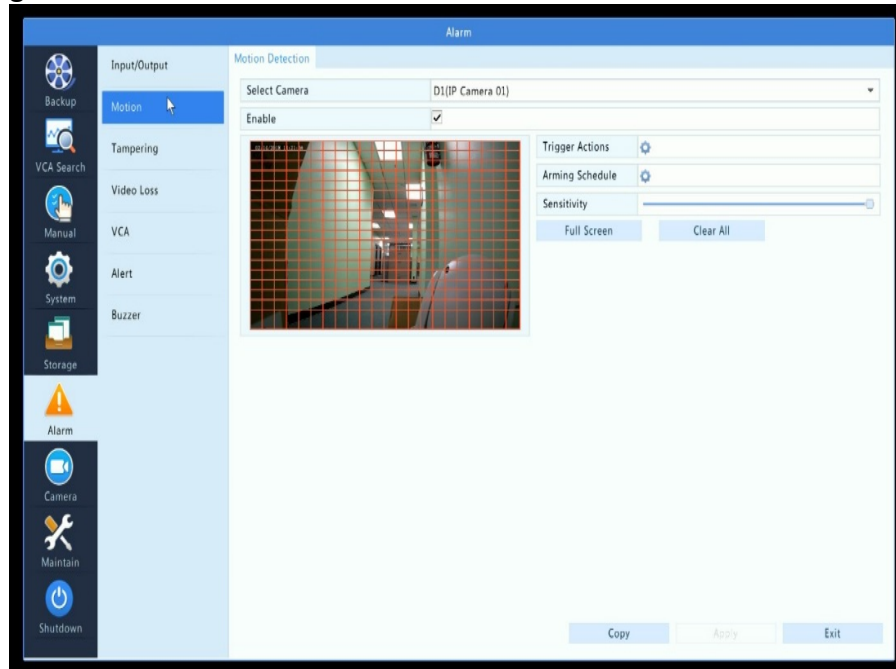 Alarm
Backup
VCA Search
Manual
System
Storage
Alarm
Camera
Maintain
Shutdown
Input/Output
Motion
Tampering
Video Loss
VCA
Alert
Buzzer
Motion Detection
Select Camera D1(IP Camera 01)
Enable
Trigger Actions
Arming Schedule
Sensitivity
Full Screen Clear All
Copy Apply Exit